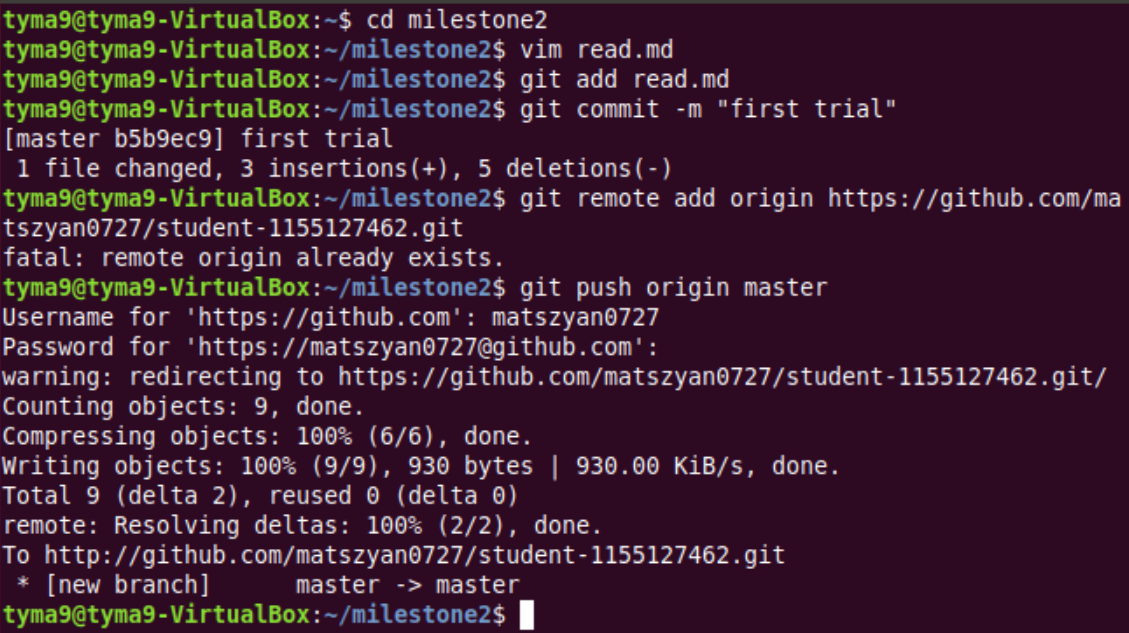 tyma9@tyma9-VirtualBox:~$ cd milestone2
tyma9@tyma9-VirtualBox:~/milestone2$ vim read.md
tyma9@tyma9-VirtualBox:~/milestone2$ git add read.md
tyma9@tyma9-VirtualBox:~/milestone2$ git commit -m "first trial"
[master b5b9ec9] first trial
 1 file changed, 3 insertions(+), 5 deletions(-)
tyma9@tyma9-VirtualBox:~/milestone2$ git remote add origin https://github.com/ma
tszyan0727/student-1155127462.git
fatal: remote origin already exists.
tyma9@tyma9-VirtualBox:~/milestone2$ git push origin master
Username for 'https://github.com': matszyan0727
Password for 'https://matszyan0727@github.com':
warning: redirecting to https://github.com/matszyan0727/student-1155127462.git/
Counting objects: 9, done.
Compressing objects: 100% (6/6), done.
Writing objects: 100% (9/9), 930 bytes | 930.00 KiB/s, done.
Total 9 (delta 2), reused 0 (delta 0)
remote: Resolving deltas: 100% (2/2), done.
To http://github.com/matszyan0727/student-1155127462.git
 * [new branch]      master -> master
tyma9@tyma9-VirtualBox:~/milestone2$